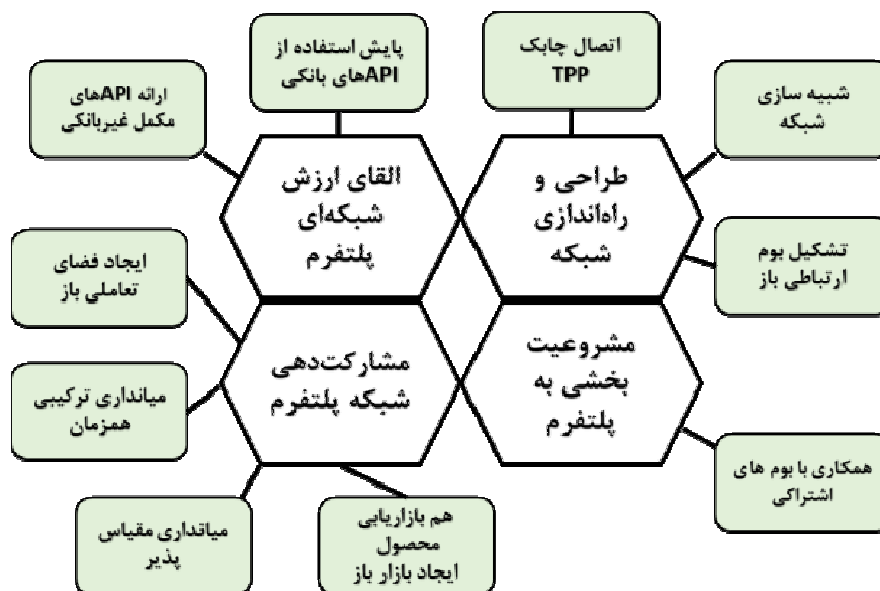 اتصال چابک
TPP
پایش استفاده از
APIهای بانکی
شبیه سازی
شبکه
ارائه APIهای
مکمل غیربانکی
طراحی و
راه‌اندازی
شبکه
القای ارزش
شبکه‌ای
پلتفرم
تشکیل بوم
ارتباطی باز
ایجاد فضای
تعاملی باز
مشروعیت
بخشی به
پلتفرم
مشارکت‌دهی
شبکه پلتفرم
میانداری ترکیبی
همزمان
همکاری با بوم های
اشتراکی
هم بازاریابی
محصول
ایجاد بازار باز
میانداری مقیاس
پذیر